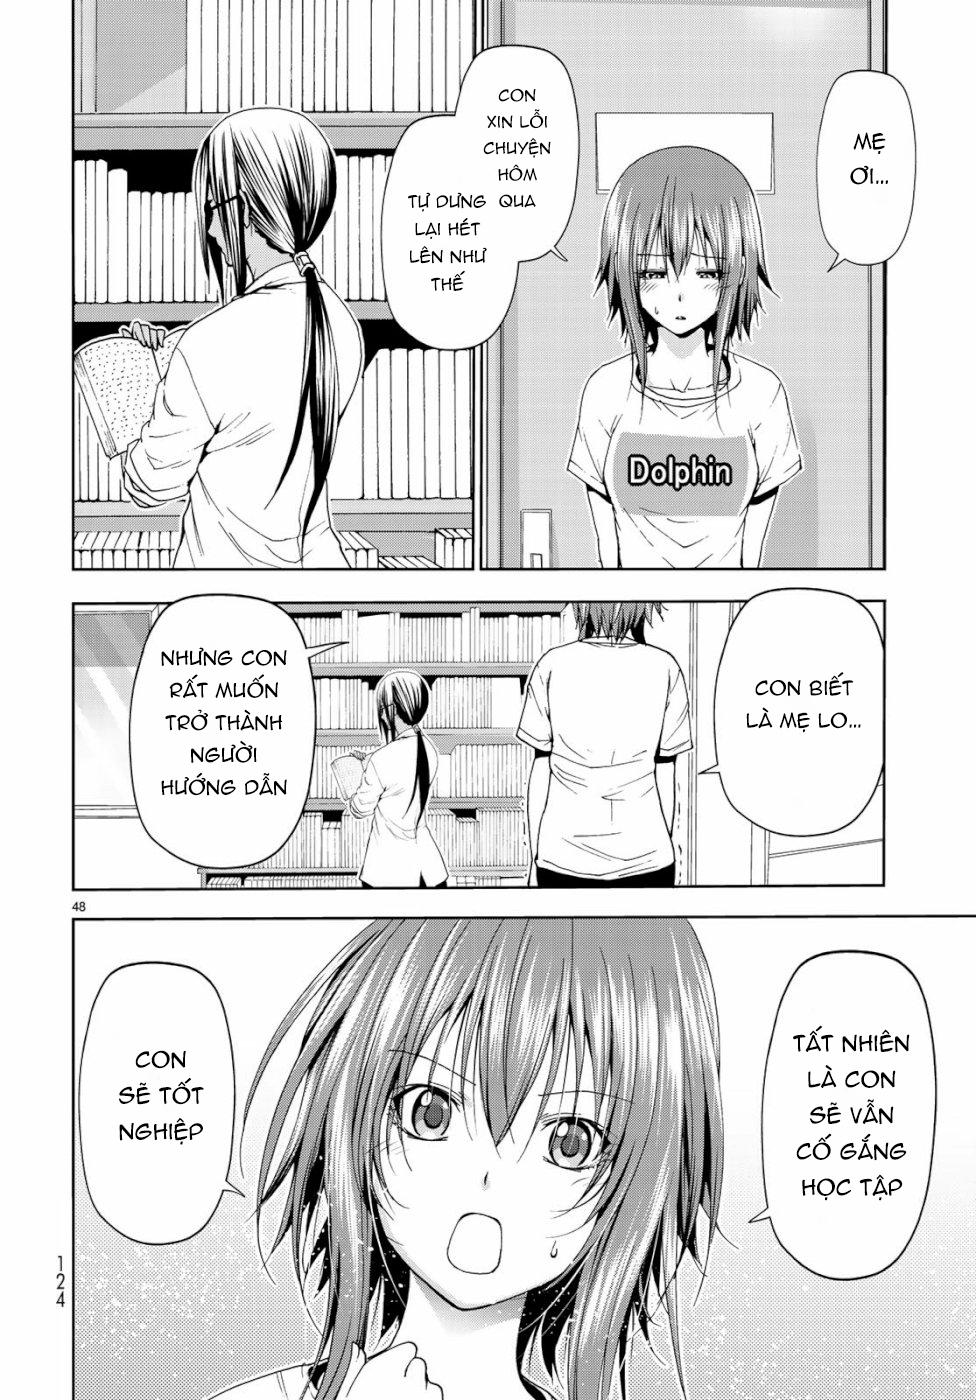 MẸ
ƠI...
CON
XIN LỖI
CHUYỆN
HÔM
QUA
TỰ DƯNG
LẠI HÉT
LÊN NHƯ
THẾ
Dolphin
CON BIẾT
LÀ MẸ LO...
NHƯNG CON
RẤT MUỐN
TRỞ THÀNH
NGƯỜI
HƯỚNG DẪN
48
TẤT NHIÊN
LÀ CON
SẼ VẪN
CỐ GẮNG
HỌC TẬP
CON
SẼ TỐT
NGHIỆP
124